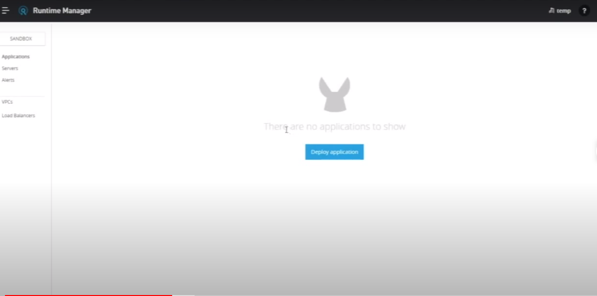 Runtime Manager
temp
?
SANDBOX
Applications
Servers
Alerts
VPCs
Load Balancers
There are no applications to show
Deploy application